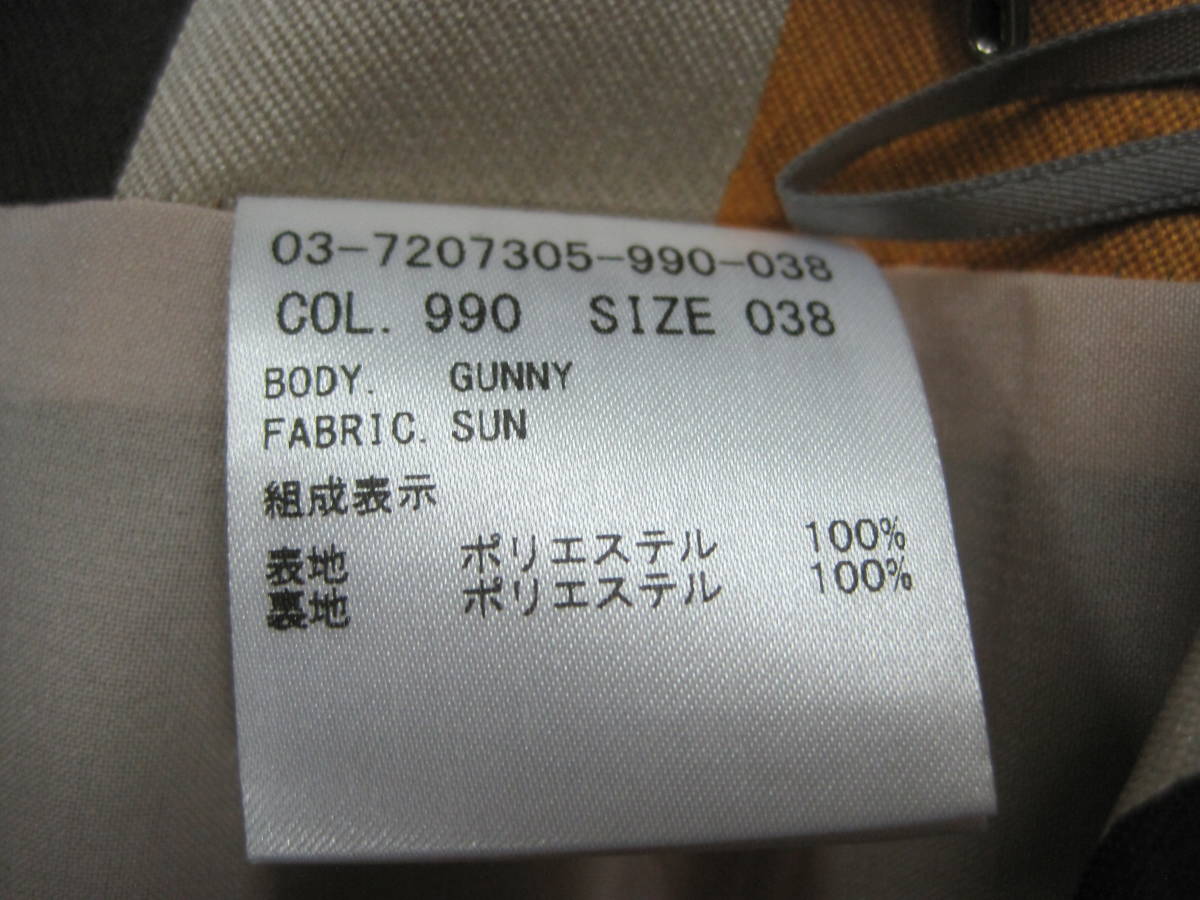 03-7207305-990-038
COL. 990 SIZE 038
BODY. GUNNY
FABRIC. SUN
組成表示
表地 ポリエステル 100%
裏地 ポリエステル 100%